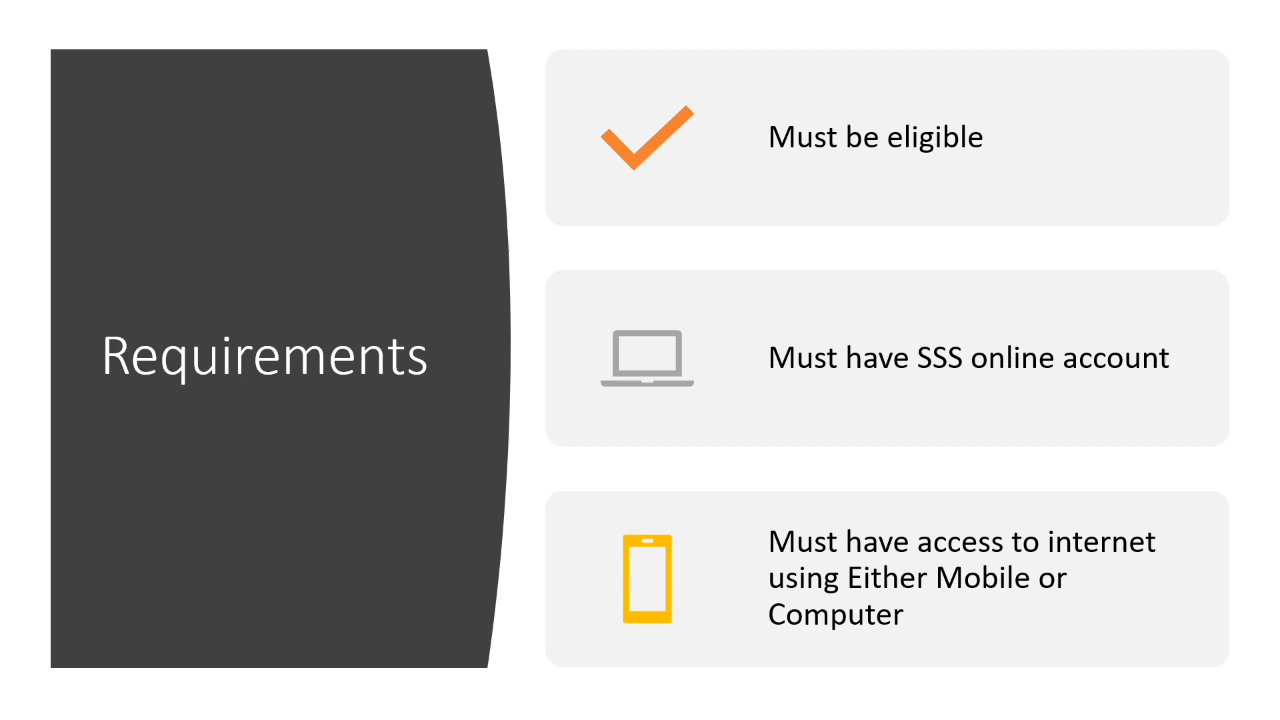 Requirements
Must be eligible
Must have SSS online account
Must have access to internet
using Either Mobile or
Computer